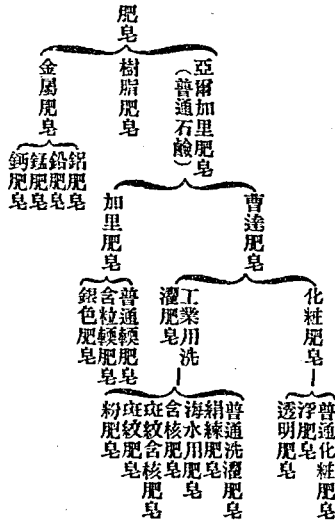 肥皂
亞爾加里肥皂
（普通石鹼）
樹脂肥皂
金屬肥皂
鋁肥皂
鉛肥皂
錳肥皂
鈣肥皂
曹達肥皂
加里肥皂
化粧肥皂
工業用洗
濯肥皂
普通輭肥皂
含粒輭肥皂
銀色肥皂
普通化粧肥皂
浮肥皂
透明肥皂
普通洗濯肥皂
絹練肥皂
海水用肥皂
含核肥皂
斑紋含核肥皂
斑紋肥皂
粉肥皂